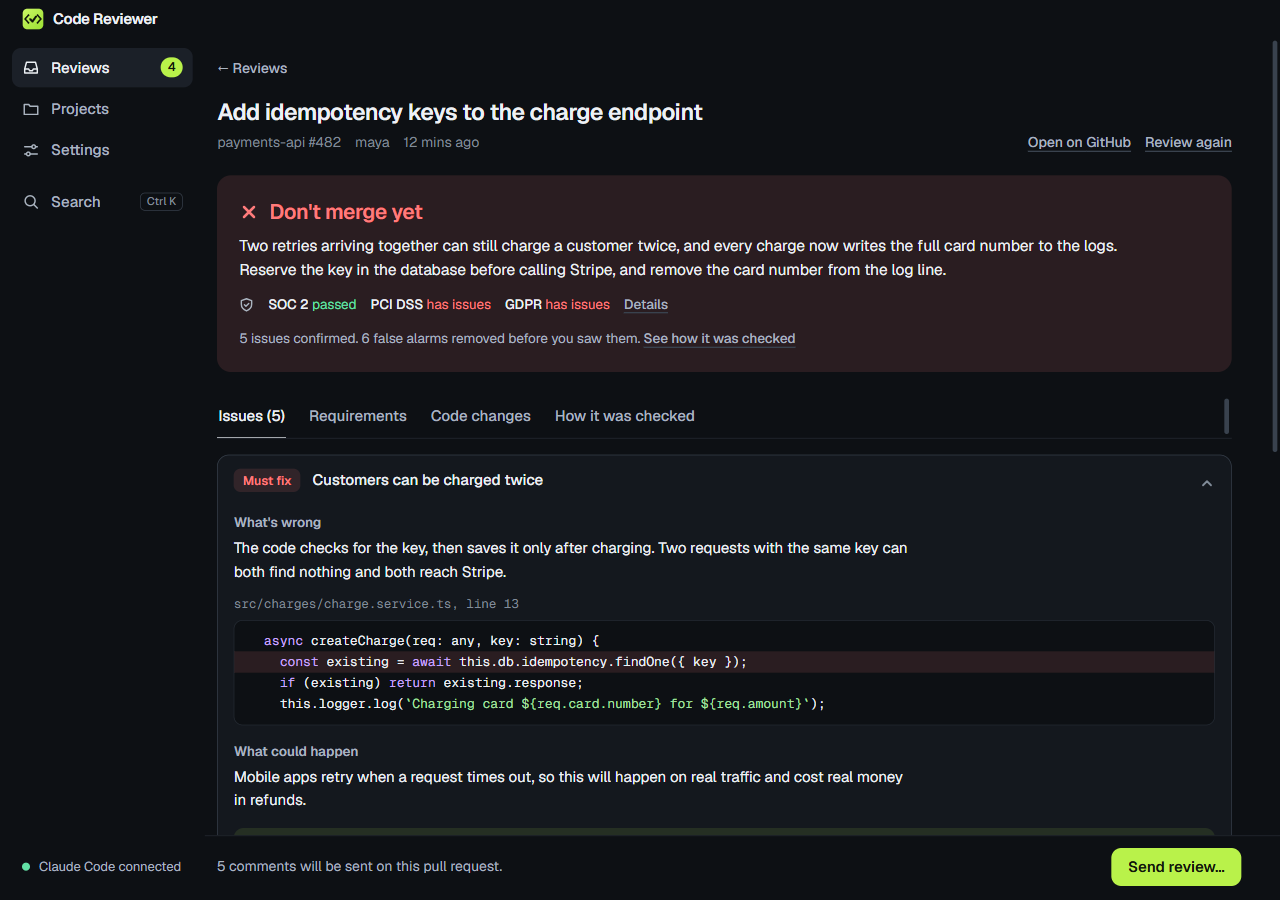 Code Reviewer
Reviews 4
Projects
Settings
Search Ctrl K
← Reviews
Add idempotency keys to the charge endpoint
payments-api #482 maya 12 mins ago
Open on GitHub Review again
Don't merge yet
Two retries arriving together can still charge a customer twice, and every charge now writes the full card number to the logs.
Reserve the key in the database before calling Stripe, and remove the card number from the log line.
SOC 2 passed PCI DSS has issues GDPR has issues Details
5 issues confirmed. 6 false alarms removed before you saw them. See how it was checked
Issues (5) Requirements Code changes How it was checked
Must fix Customers can be charged twice
What's wrong
The code checks for the key, then saves it only after charging. Two requests with the same key can
both find nothing and both reach Stripe.
src/charges/charge.service.ts, line 13
async createCharge(req: any, key: string) {
const existing = await this.db.idempotency.findOne({ key });
if (existing) return existing.response;
this.logger.log(`Charging card ${req.card.number} for ${req.amount}`);
What could happen
Mobile apps retry when a request times out, so this will happen on real traffic and cost real money
in refunds.
Claude Code connected
5 comments will be sent on this pull request.
Send review...